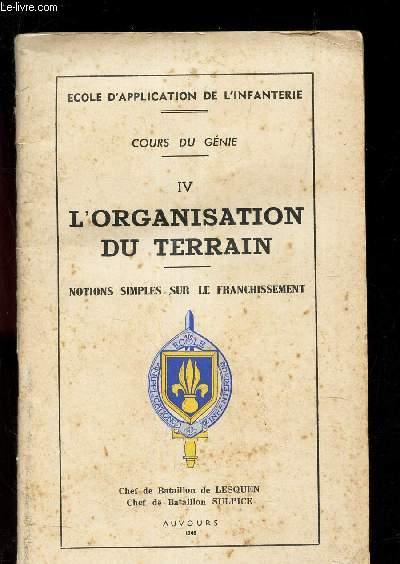 © Le-livre.com
ECOLE D'APPLICATION DE L'INFANTERIE
COURS DU GÉNIE
IV
L'ORGANISATION
DU TERRAIN
NOTIONS SIMPLES SUR LE FRANCHISSEMENT
ECOLE
Chef de Bataillon de LESQUEN
Chef de Bataillon SULPICE
AUVOURS